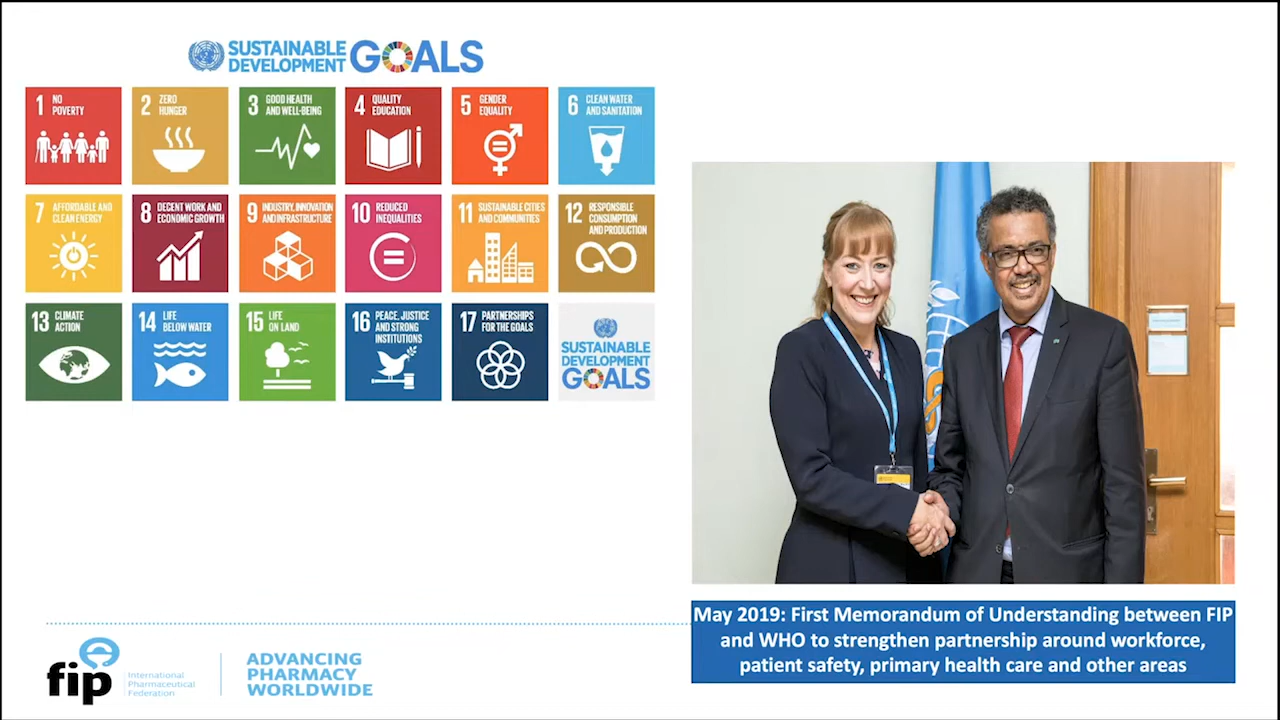 SUSTAINABLE
DEVELOPMENT
GOALS
1 NO
POVERTY
2 ZERO
HUNGER
3 GOOD HEALTH
AND WELL-BEING
4 QUALITY
EDUCATION
5 GENDER
EQUALITY
6 CLEAN WATER
AND SANITATION
7 AFFORDABLE AND
CLEAN ENERGY
8 DECENT WORK AND
ECONOMIC GROWTH
9 INDUSTRY, INNOVATION
AND INFRASTRUCTURE
10 REDUCED
INEQUALITIES
11 SUSTAINABLE CITIES
AND COMMUNITIES
12 RESPONSIBLE
CONSUMPTION
AND PRODUCTION
13 CLIMATE
ACTION
14 LIFE
BELOW WATER
15 LIFE
ON LAND
16 PEACE, JUSTICE
AND STRONG
INSTITUTIONS
17 PARTNERSHIPS
FOR THE GOALS
SUSTAINABLE
DEVELOPMENT
GOALS
May 2019: First Memorandum of Understanding between FIP
and WHO to strengthen partnership around workforce,
patient safety, primary health care and other areas
fip
International
Pharmaceutical
Federation
ADVANCING
PHARMACY
WORLDWIDE